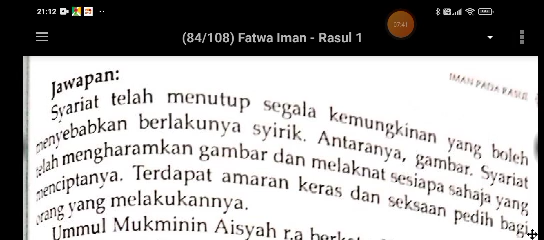 21:12
07:41
(84/108) Fatwa Iman - Rasul 1
IMAN PADA RASUL
Jawapan:
Syariat telah menutup segala kemungkinan yang boleh
menyebabkan berlakunya syirik. Antaranya, gambar. Syariat
telah mengharamkan gambar dan melaknat sesiapa sahaja yang
menciptanya. Terdapat amaran keras dan seksaan pedih bagi
orang yang melakukannya.
Ummul Mukminin Aisyah r.a